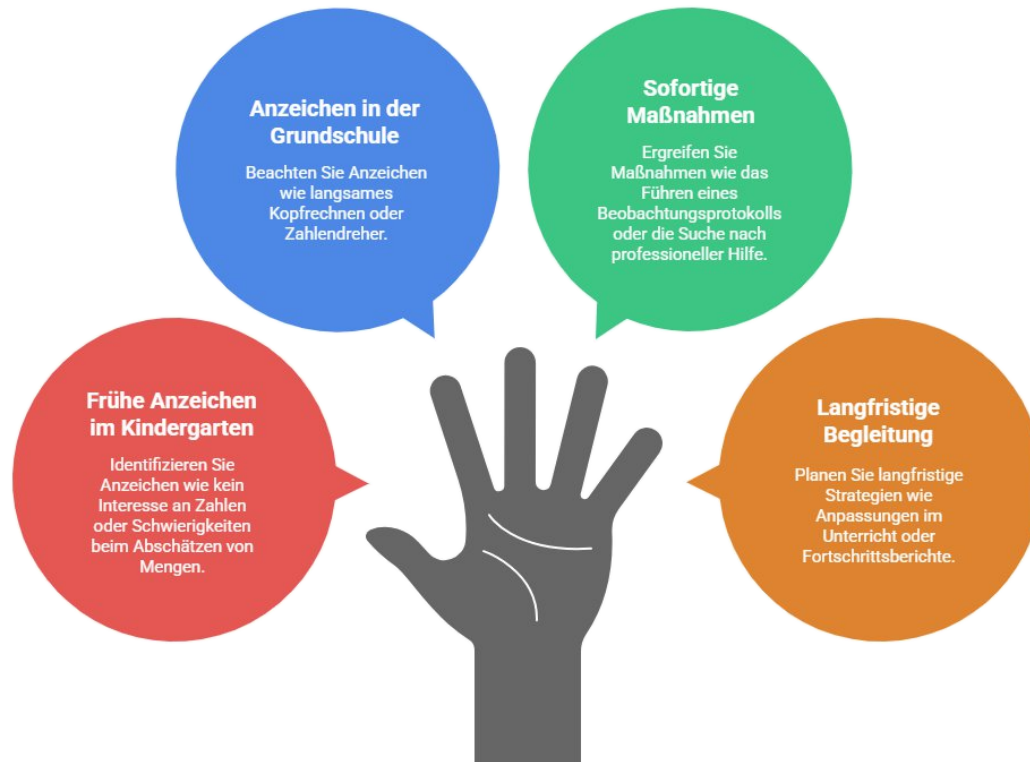 Anzeichen in der
Grundschule
Beachten Sie Anzeichen
wie langsames
Kopfrechnen oder
Zahlendreher.
Sofortige
Maßnahmen
Ergreifen Sie
Maßnahmen wie das
Führen eines
Beobachtungsprotokolls
oder die Suche nach
professioneller Hilfe.
Frühe Anzeichen
im Kindergarten
Identifizieren Sie
Anzeichen wie kein
Interesse an Zahlen
oder Schwierigkeiten
beim Abschätzen von
Mengen.
Langfristige
Begleitung
Planen Sie langfristige
Strategien wie
Anpassungen im
Unterricht oder
Fortschrittsberichte.